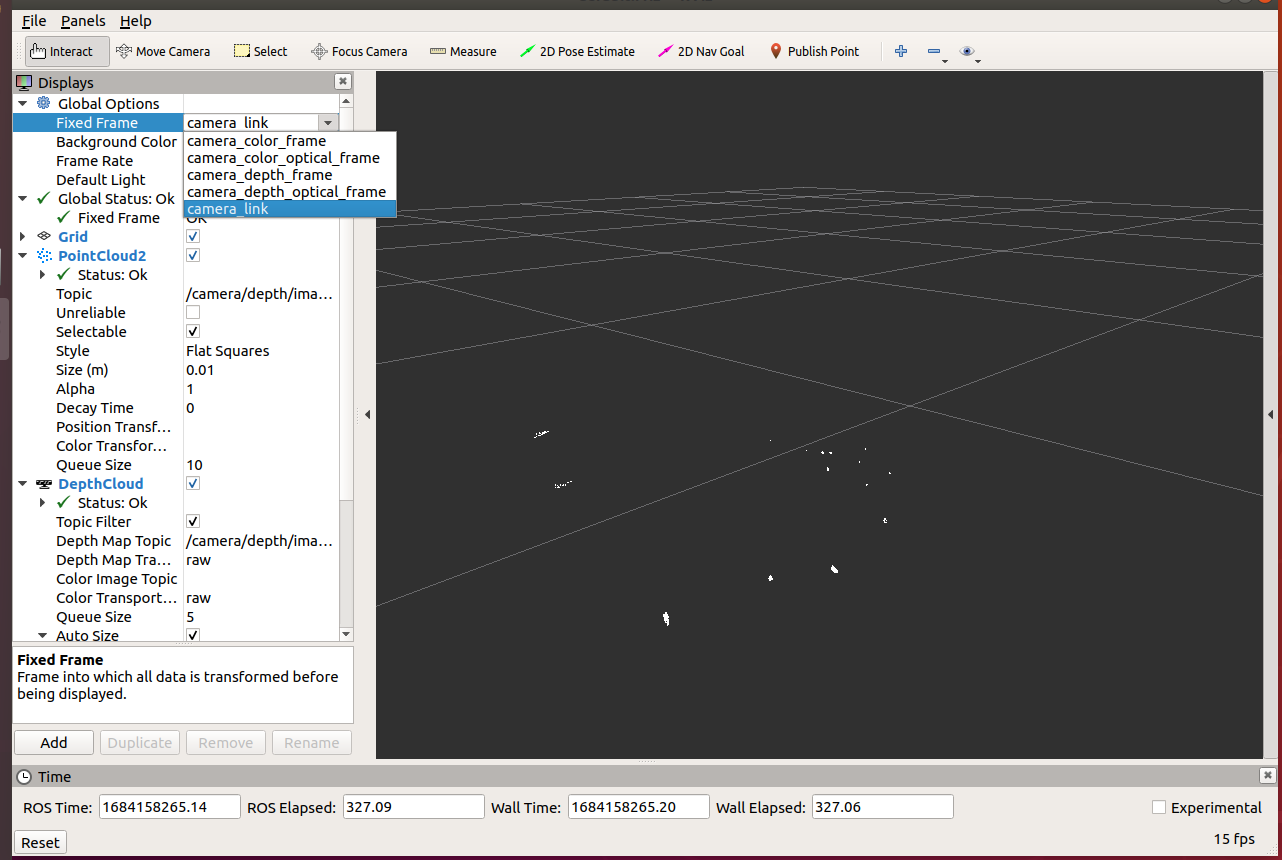 File Panels Help
Interact Move Camera Select Focus Camera Measure 2D Pose Estimate 2D Nav Goal Publish Point
Displays
Global Options
Fixed Frame camera_link
Background Color camera_color_frame
camera_color_optical_frame
Frame Rate camera_depth_frame
Default Light camera_depth_optical_frame
Global Status: Ok camera_link
Fixed Frame OK
Grid
PointCloud2
Status: Ok
Topic /camera/depth/ima...
Unreliable
Selectable
Style Flat Squares
Size (m) 0.01
Alpha 1
Decay Time 0
Position Transf...
Color Transfor...
Queue Size 10
DepthCloud
Status: Ok
Topic Filter
Depth Map Topic /camera/depth/ima...
Depth Map Tra... raw
Color Image Topic
Color Transport... raw
Queue Size 5
Auto Size
Fixed Frame
Frame into which all data is transformed before
being displayed.
Add Duplicate Remove Rename
Time
ROS Time: 1684158265.14 ROS Elapsed: 327.09 Wall Time: 1684158265.20 Wall Elapsed: 327.06 Experimental
Reset 15 fps